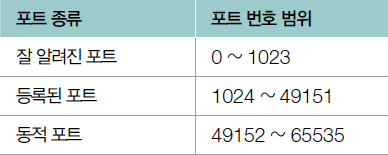 포트 종류 포트 번호 범위
잘 알려진 포트 0 ~ 1023
등록된 포트 1024 ~ 49151
동적 포트 49152 ~ 65535